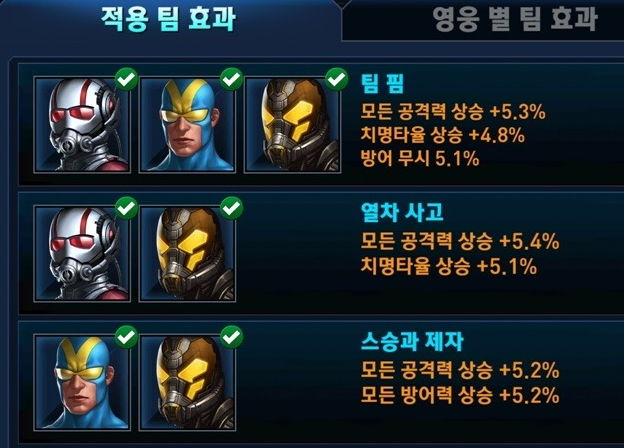 적용 팀 효과
영웅 별 팀 효과
팀 핌
모든 공격력 상승 +5.3%
치명타율 상승 +4.8%
방어 무시 5.1%
열차 사고
모든 공격력 상승 +5.4%
치명타율 상승 +5.1%
스승과 제자
모든 공격력 상승 +5.2%
모든 방어력 상승 +5.2%